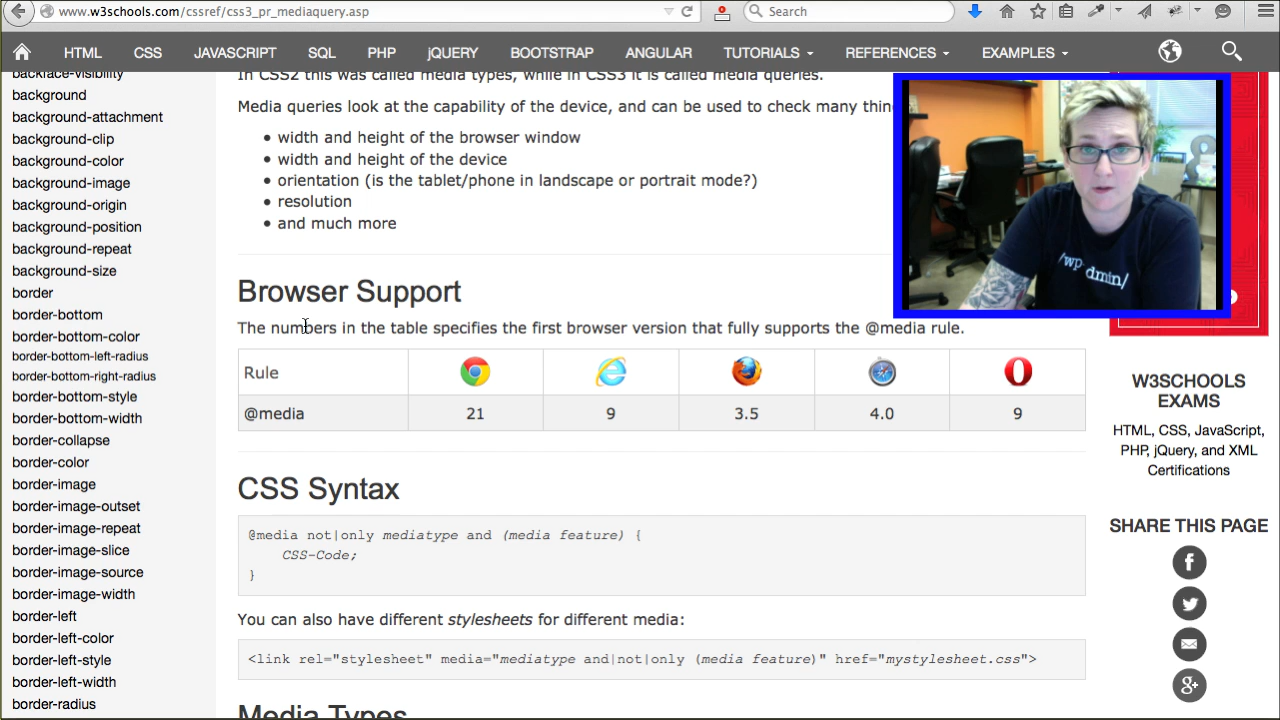 www.w3schools.com/cssref/css3_pr_mediaquery.asp
Search
HTML
CSS
JAVASCRIPT
SQL
PHP
jQUERY
BOOTSTRAP
ANGULAR
TUTORIALS
REFERENCES
EXAMPLES
backface-visibility
background
background-attachment
background-clip
background-color
background-image
background-origin
background-position
background-repeat
background-size
border
border-bottom
border-bottom-color
border-bottom-left-radius
border-bottom-right-radius
border-bottom-style
border-bottom-width
border-collapse
border-color
border-image
border-image-outset
border-image-repeat
border-image-slice
border-image-source
border-image-width
border-left
border-left-color
border-left-style
border-left-width
border-radius
In CSS2 this was called media types, while in CSS3 it is called media queries.
Media queries look at the capability of the device, and can be used to check many thin
• width and height of the browser window
• width and height of the device
• orientation (is the tablet/phone in landscape or portrait mode?)
• resolution
• and much more
Browser Support
The numbers in the table specifies the first browser version that fully supports the @media rule.
Rule
@media 21 9 3.5 4.0 9
CSS Syntax
@media not|only mediatype and (media feature) {
CSS-Code;
}
You can also have different stylesheets for different media:
<link rel="stylesheet" media="mediatype and|not|only (media feature)" href="mystylesheet.css">
Media Types
/wp-admin/
W3SCHOOLS
EXAMS
HTML, CSS, JavaScript,
PHP, jQuery, and XML
Certifications
SHARE THIS PAGE